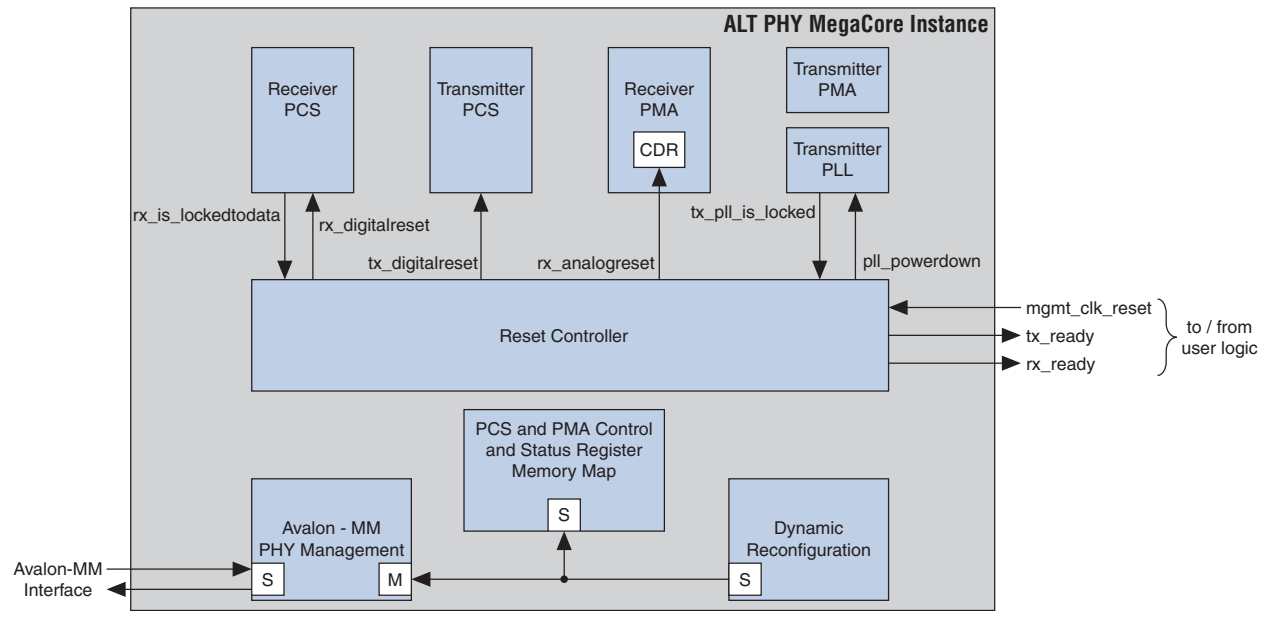 ALT PHY MegaCore Instance
Receiver
PCS
Transmitter
PCS
Receiver
PMA
CDR
Transmitter
PMA
Transmitter
PLL
rx_is_lockedtodata
rx_digitalreset
tx_digitalreset
rx_analogreset
tx_pll_is_locked
pll_powerdown
Reset Controller
mgmt_clk_reset
tx_ready
rx_ready
to / from
user logic
PCS and PMA Control
and Status Register
Memory Map
S
Avalon - MM
PHY Management
S
M
Dynamic
Reconfiguration
S
Avalon-MM
Interface